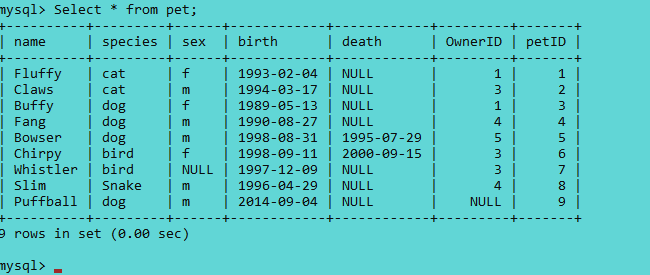 mysql> Select * from pet;
+----------+---------+------+------------+------------+---------+-------+
| name     | species | sex  | birth      | death      | OwnerID | petID |
+----------+---------+------+------------+------------+---------+-------+
| Fluffy   | cat     | f    | 1993-02-04 | NULL       |       1 |     1 |
| Claws    | cat     | m    | 1994-03-17 | NULL       |       3 |     2 |
| Buffy    | dog     | f    | 1989-05-13 | NULL       |       1 |     3 |
| Fang     | dog     | m    | 1990-08-27 | NULL       |       4 |     4 |
| Bowser   | dog     | m    | 1998-08-31 | 1995-07-29 |       5 |     5 |
| Chirpy   | bird    | f    | 1998-09-11 | 2000-09-15 |       3 |     6 |
| Whistler | bird    | NULL | 1997-12-09 | NULL       |       3 |     7 |
| Slim     | Snake   | m    | 1996-04-29 | NULL       |       4 |     8 |
| Puffball | dog     | m    | 2014-09-04 | NULL       |    NULL |     9 |
+----------+---------+------+------------+------------+---------+-------+
9 rows in set (0.00 sec)
mysql>